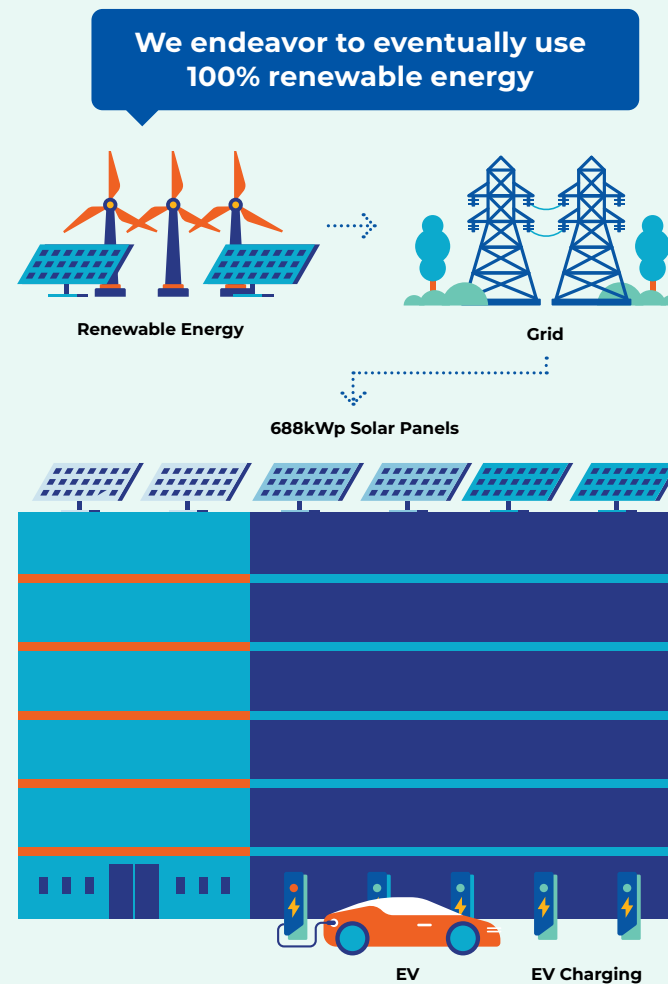 We endeavor to eventually use
100% renewable energy
Renewable Energy
Grid
688kWp Solar Panels
EV
EV Charging